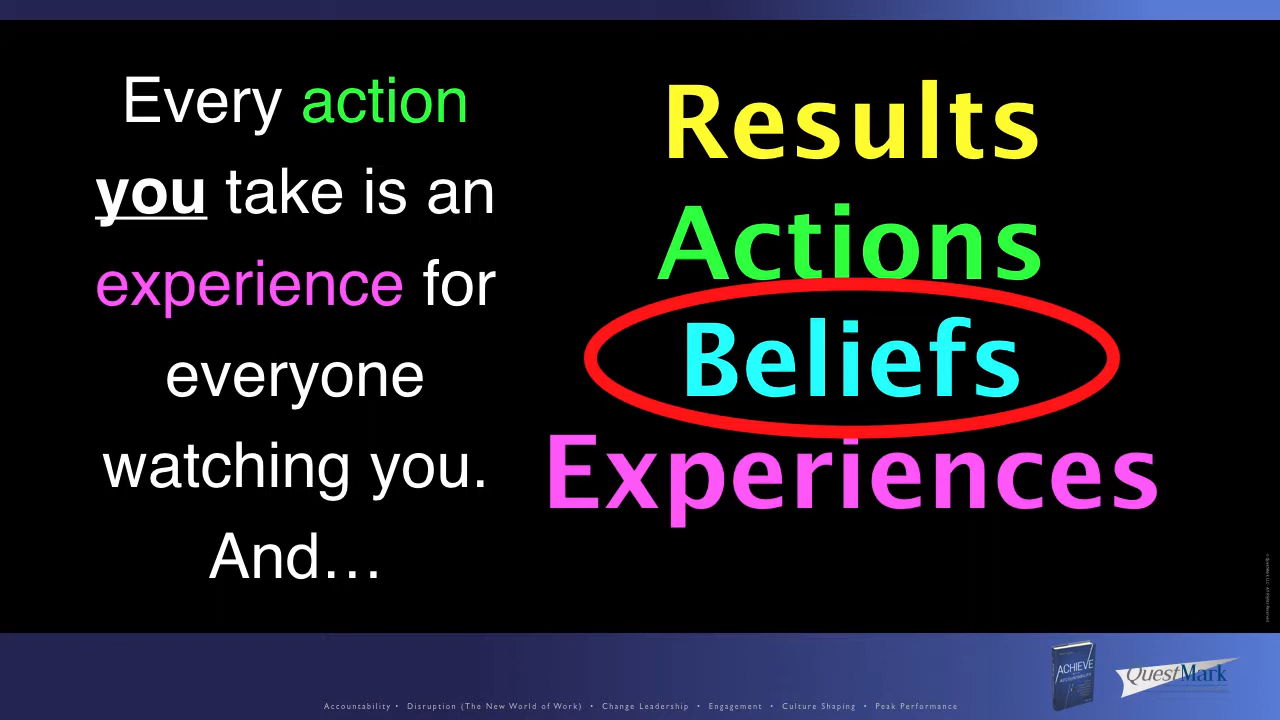 Every action
you take is an
experience for
everyone
watching you.
And…
Results
Actions
Beliefs
Experiences
ACHIEVE
QuestMark
Accountability • Disruption (The New World of Work) • Change Leadership • Engagement • Culture Shaping • Peak Performance